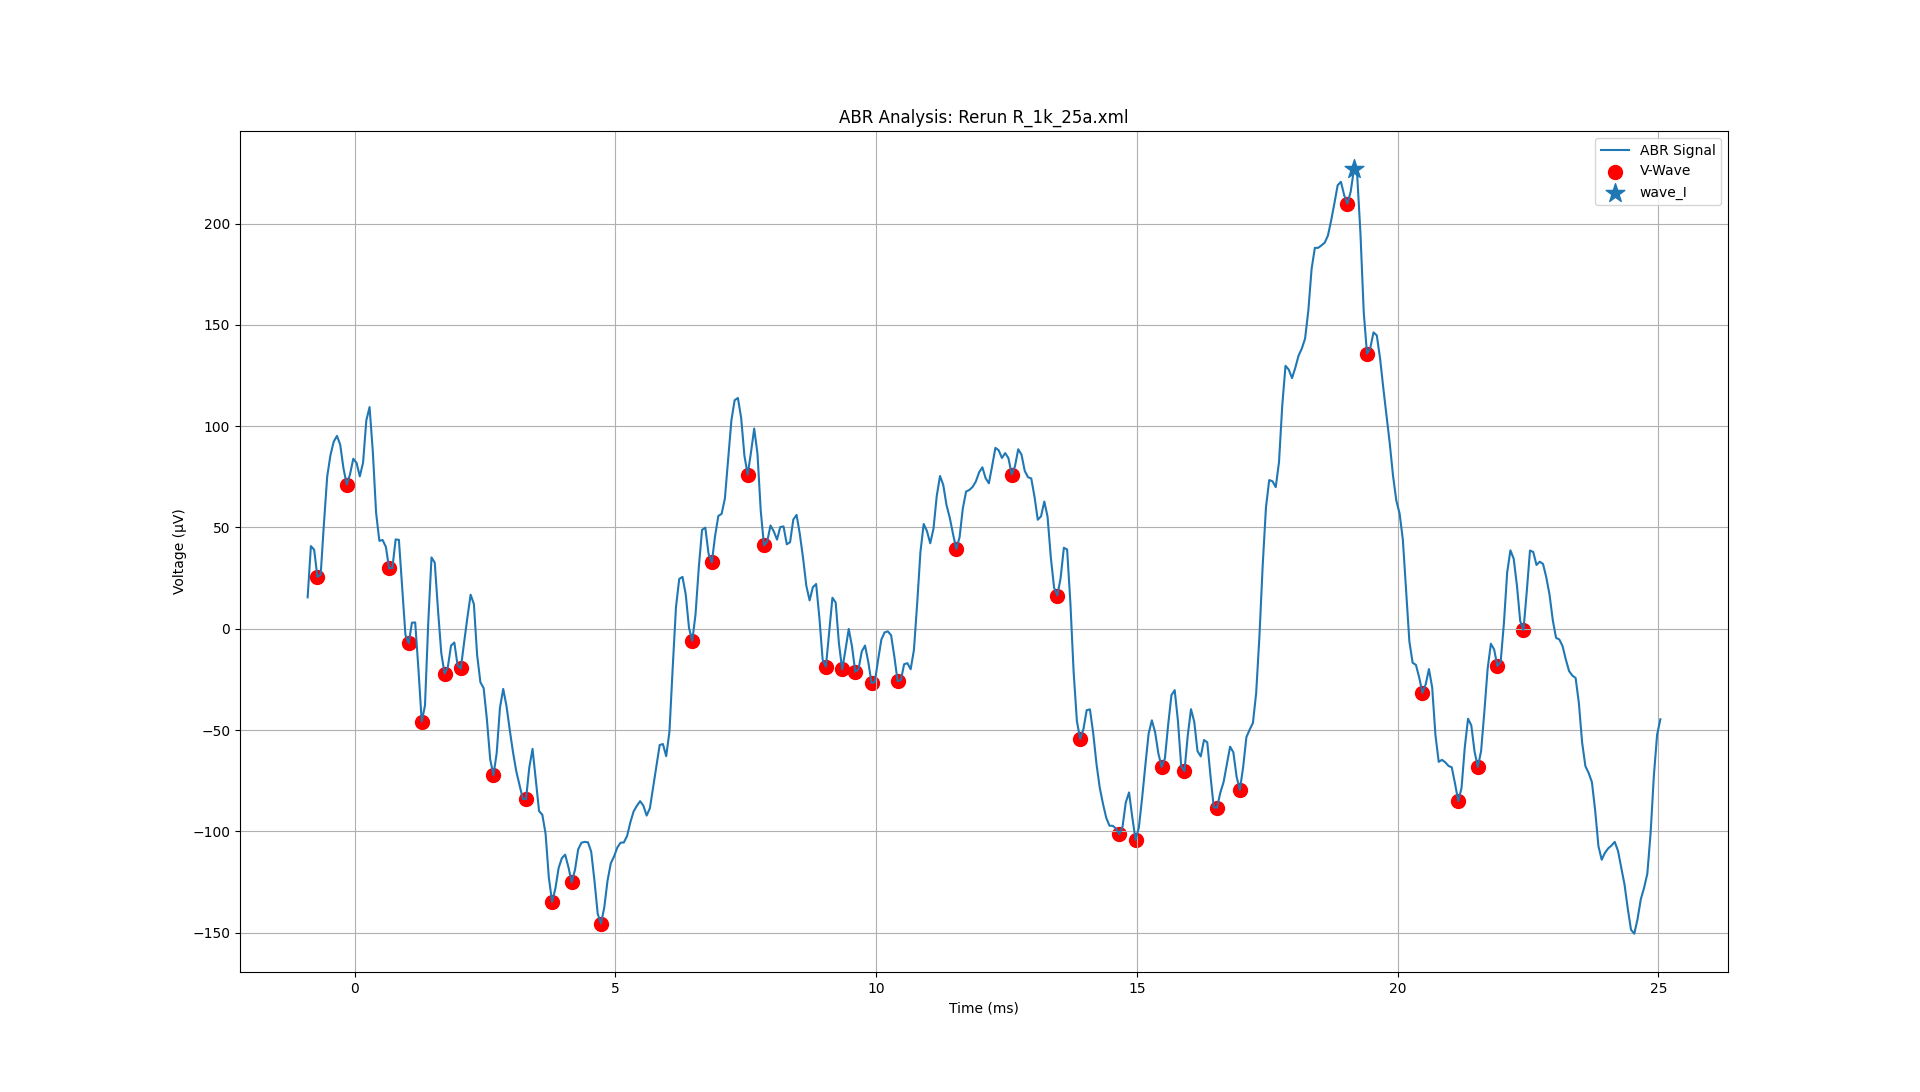 ABR Analysis: Rerun R_1k_25a.xml
ABR Signal
V-Wave
wave_I
Voltage (µV)
200
150
100
50
0
−50
−100
−150
0 5 10 15 20 25
Time (ms)